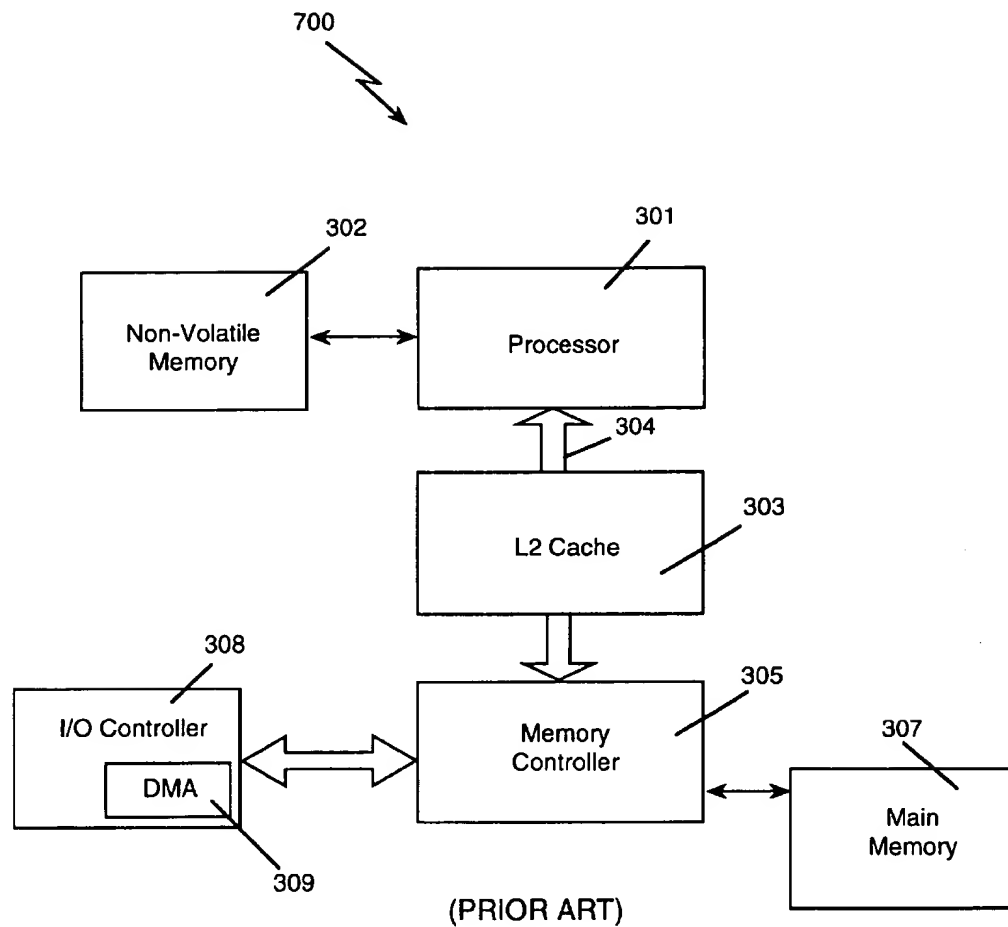 700
302
301
Non-Volatile
Memory
Processor
304
303
L2 Cache
308
305
I/O Controller
Memory
Controller
307
DMA
Main
Memory
309
(PRIOR ART)